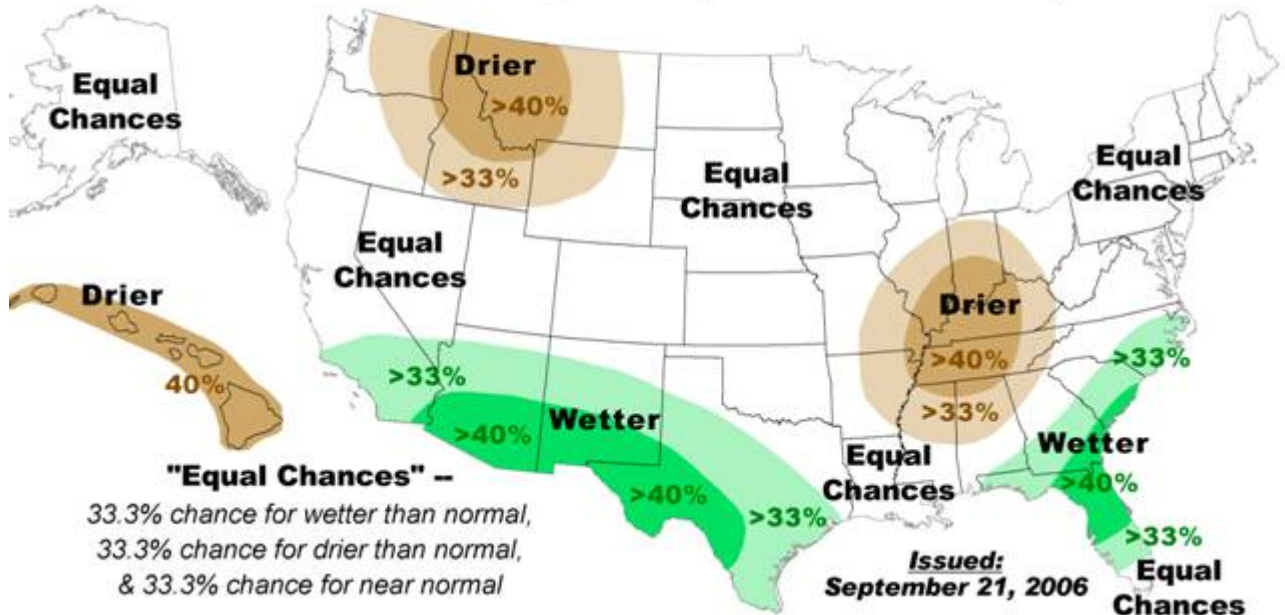 Drier
>40%
>33%
Equal
Chances
Equal
Chances
Equal
Chances
Equal
Chances
Drier
40%
Drier
>40%
>33%
>33%
Wetter
>40%
>40%
>33%
>33%
Wetter
>40%
>33%
Equal
Chances
Equal
Chances
"Equal Chances" --
33.3% chance for wetter than normal,
33.3% chance for drier than normal,
& 33.3% chance for near normal
Issued:
September 21, 2006